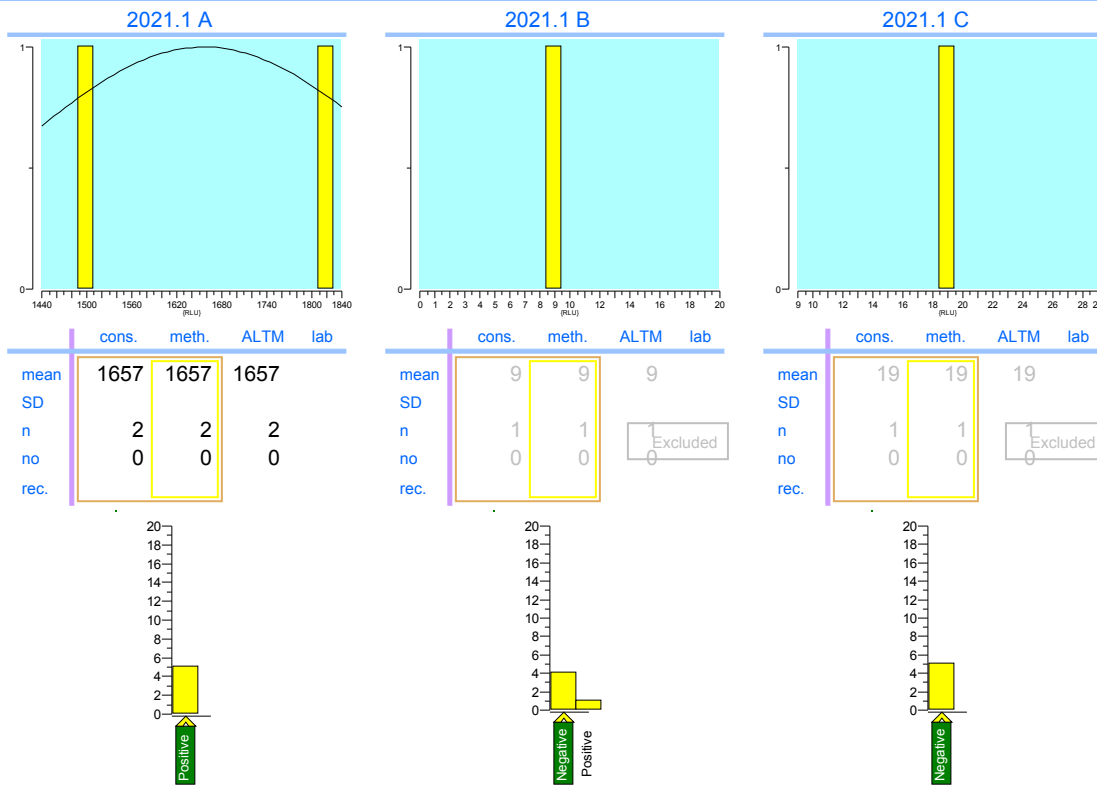 2021.1 A
2021.1 B
2021.1 C
1
0
1440 1500 1560 1620 1680 1740 1800 1840
(RLU)
1
0
0 1 2 3 4 5 6 7 8 9 10 12 14 16 18 20
(RLU)
1
0
9 10 12 14 16 18 20 22 24 26 28 2
(RLU)
cons. meth. ALTM lab
mean 1657 1657 1657
SD
n 2 2 2
no 0 0 0
rec.
cons. meth. ALTM lab
mean 9 9 9
SD
n 1 1 1
Excluded
no 0 0 0
rec.
cons. meth. ALTM lab
mean 19 19 19
SD
n 1 1 1
Excluded
no 0 0 0
rec.
20
18
16
14
12
10
8
6
4
2
0
Positive
20
18
16
14
12
10
8
6
4
2
0
Negative
Positive
20
18
16
14
12
10
8
6
4
2
0
Negative